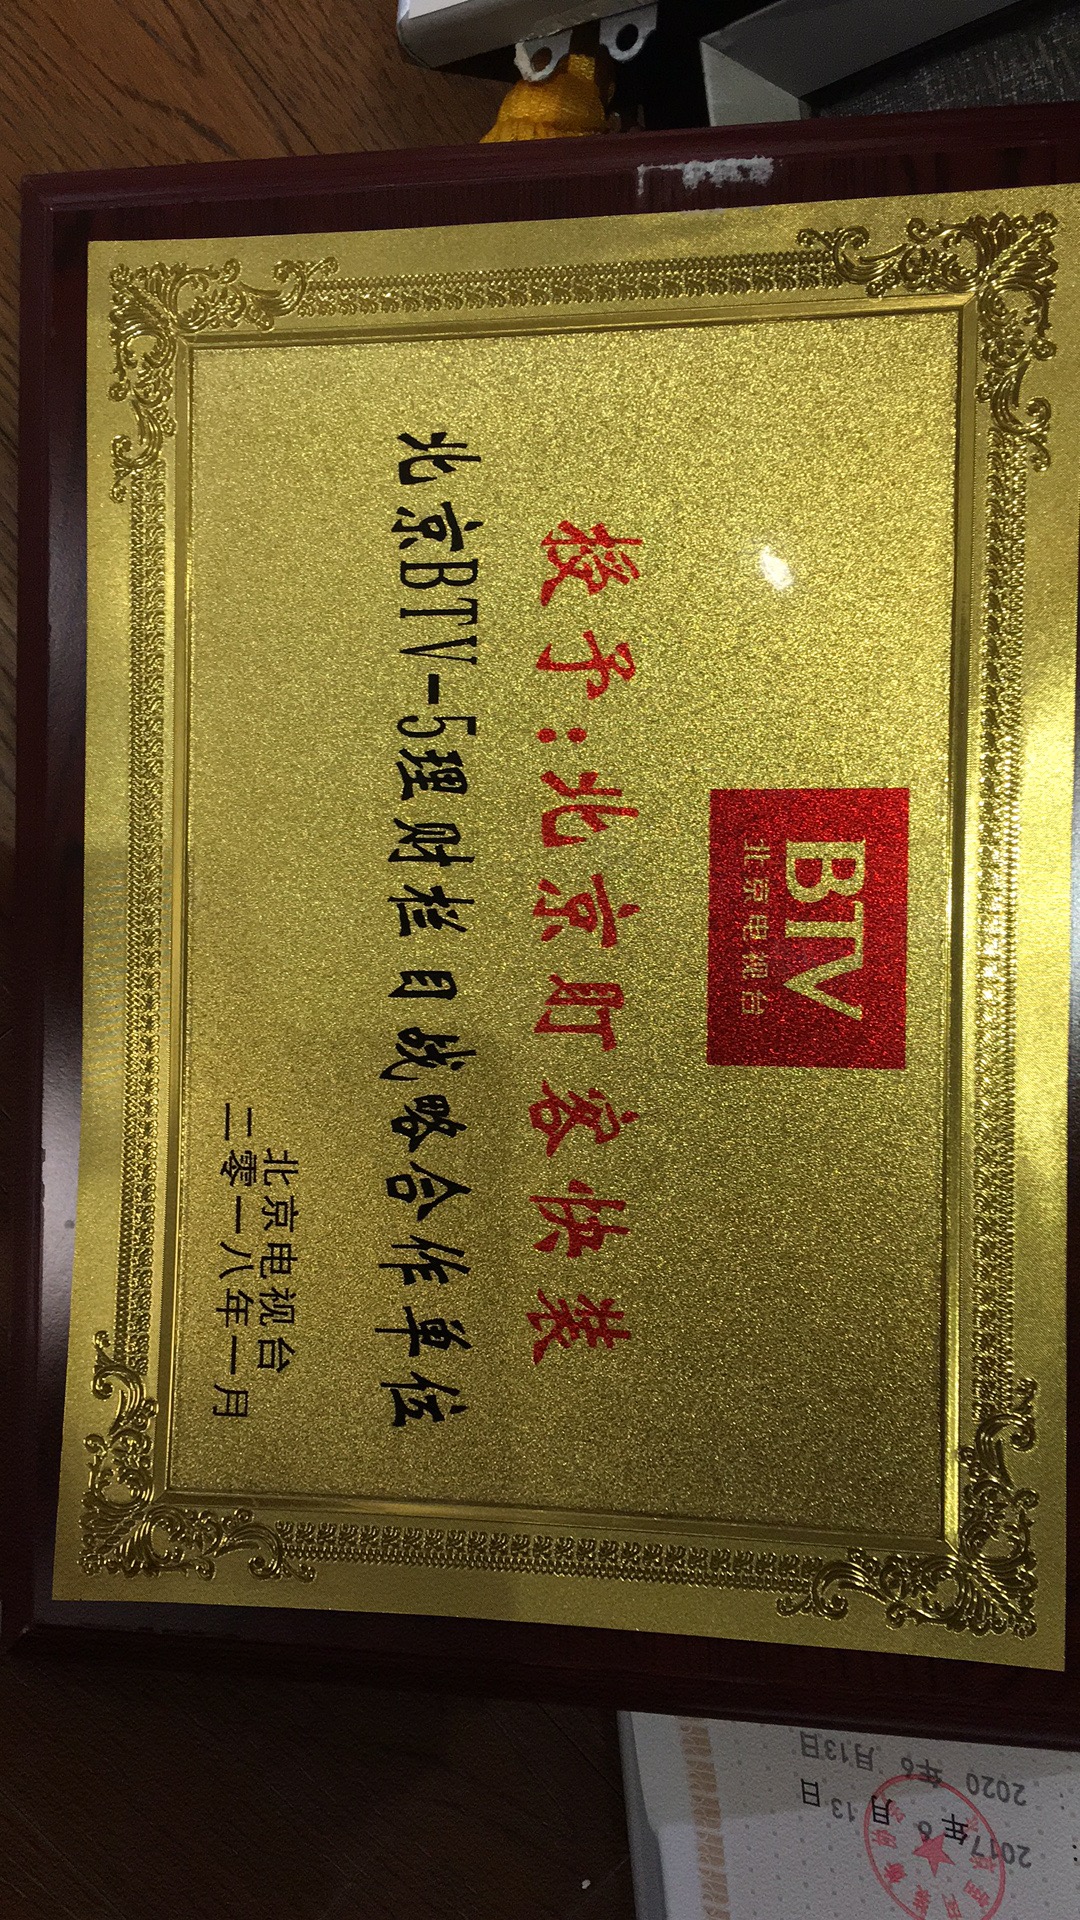 BTV
北京电视台
授予:北京町客快装
北京BTV-5理财栏目战略合作单位
北京电视台
二零一八年一月
2017年6月13日
2020年6月13日